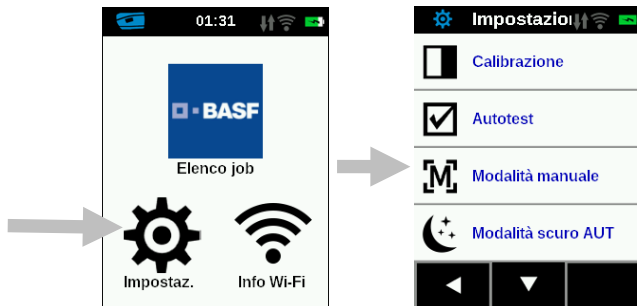 01:31
BASF
Elenco job
Impostaz.
Info Wi-Fi
Impostazio
Calibrazione
Autotest
M
Modalità manuale
Modalità scuro AUT